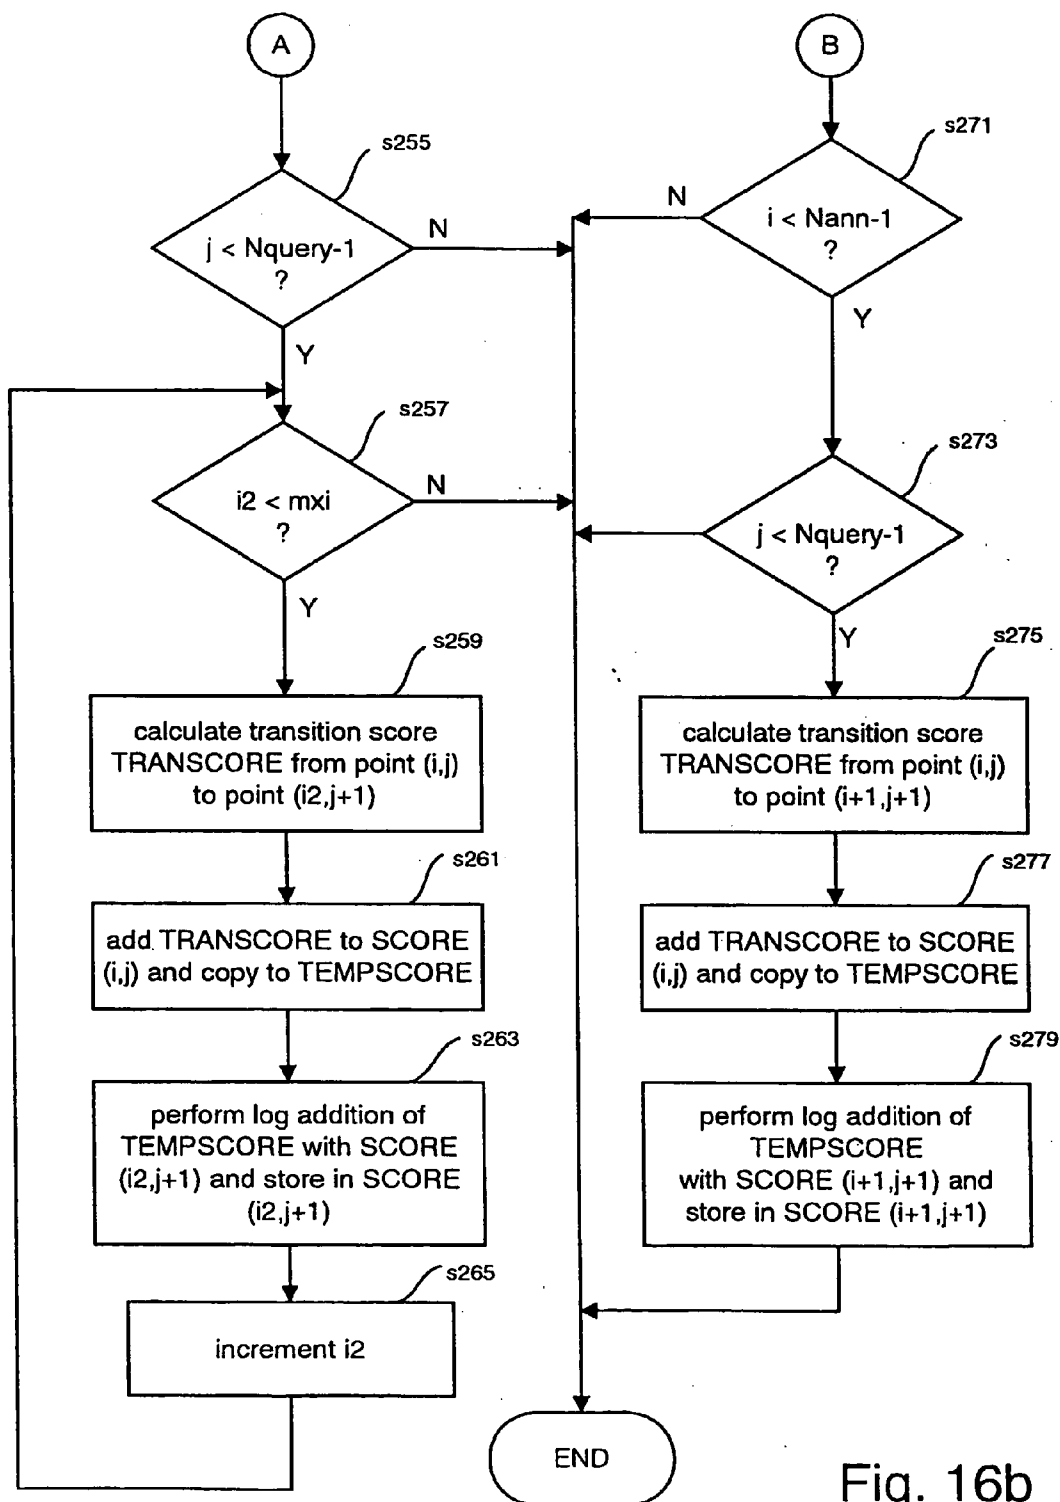 A
s255
j < Nquery-1
?
N
Y
s257
i2 < mxi
?
N
Y
s259
calculate transition score
TRANSCORE from point (i,j)
to point (i2,j+1)
s261
add TRANSCORE to SCORE
(i,j) and copy to TEMPSCORE
s263
perform log addition of
TEMPSCORE with SCORE
(i2,j+1) and store in SCORE
(i2,j+1)
s265
increment i2
B
s271
i < Nann-1
?
N
Y
s273
j < Nquery-1
?
Y
s275
calculate transition score
TRANSCORE from point (i,j)
to point (i+1,j+1)
s277
add TRANSCORE to SCORE
(i,j) and copy to TEMPSCORE
s279
perform log addition of
TEMPSCORE
with SCORE (i+1,j+1) and
store in SCORE (i+1,j+1)
END
Fig. 16b